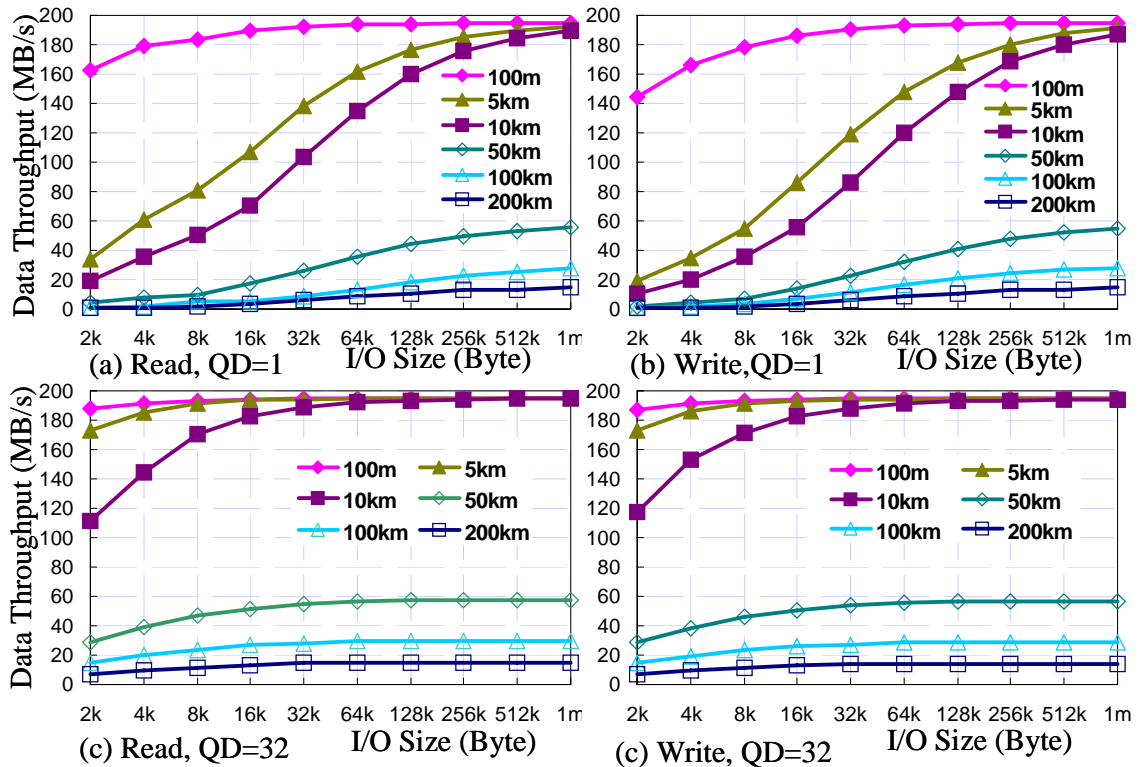 Data Throughput (MB/s)
200
180
160
140
120
100
80
60
40
20
0
100m
5km
10km
50km
100km
200km
2k 4k 8k 16k 32k 64k 128k 256k 512k 1m
(a) Read, QD=1 I/O Size (Byte)
Data Throughput (MB/s)
200
180
160
140
120
100
80
60
40
20
0
100m
5km
10km
50km
100km
200km
2k 4k 8k 16k 32k 64k 128k 256k 512k 1m
(b) Write,QD=1 I/O Size (Byte)
Data Throughput (MB/s)
200
180
160
140
120
100
80
60
40
20
0
100m 5km
10km 50km
100km 200km
2k 4k 8k 16k 32k 64k 128k 256k 512k 1m
(c) Read, QD=32 I/O Size (Byte)
Data Throughput (MB/s)
200
180
160
140
120
100
80
60
40
20
0
100m 5km
10km 50km
100km 200km
2k 4k 8k 16k 32k 64k 128k 256k 512k 1m
(c) Write, QD=32 I/O Size (Byte)